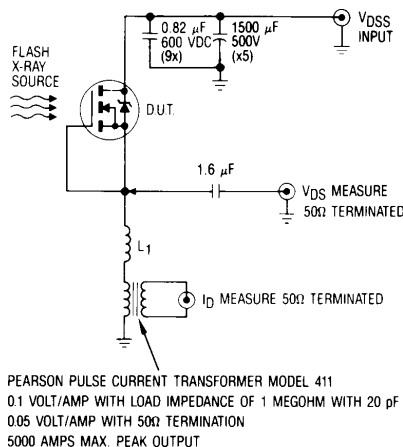 0.82 µF
600 VDC
(9x)
1500 µF
500V
(x5)
VDSS
INPUT
FLASH
X-RAY
SOURCE
D.U.T.
1.6 µF
VDS MEASURE
50Ω TERMINATED
L1
ID MEASURE 50Ω TERMINATED
PEARSON PULSE CURRENT TRANSFORMER MODEL 411
0.1 VOLT/AMP WITH LOAD IMPEDANCE OF 1 MEGOHM WITH 20 pF
0.05 VOLT/AMP WITH 50Ω TERMINATION
5000 AMPS MAX. PEAK OUTPUT